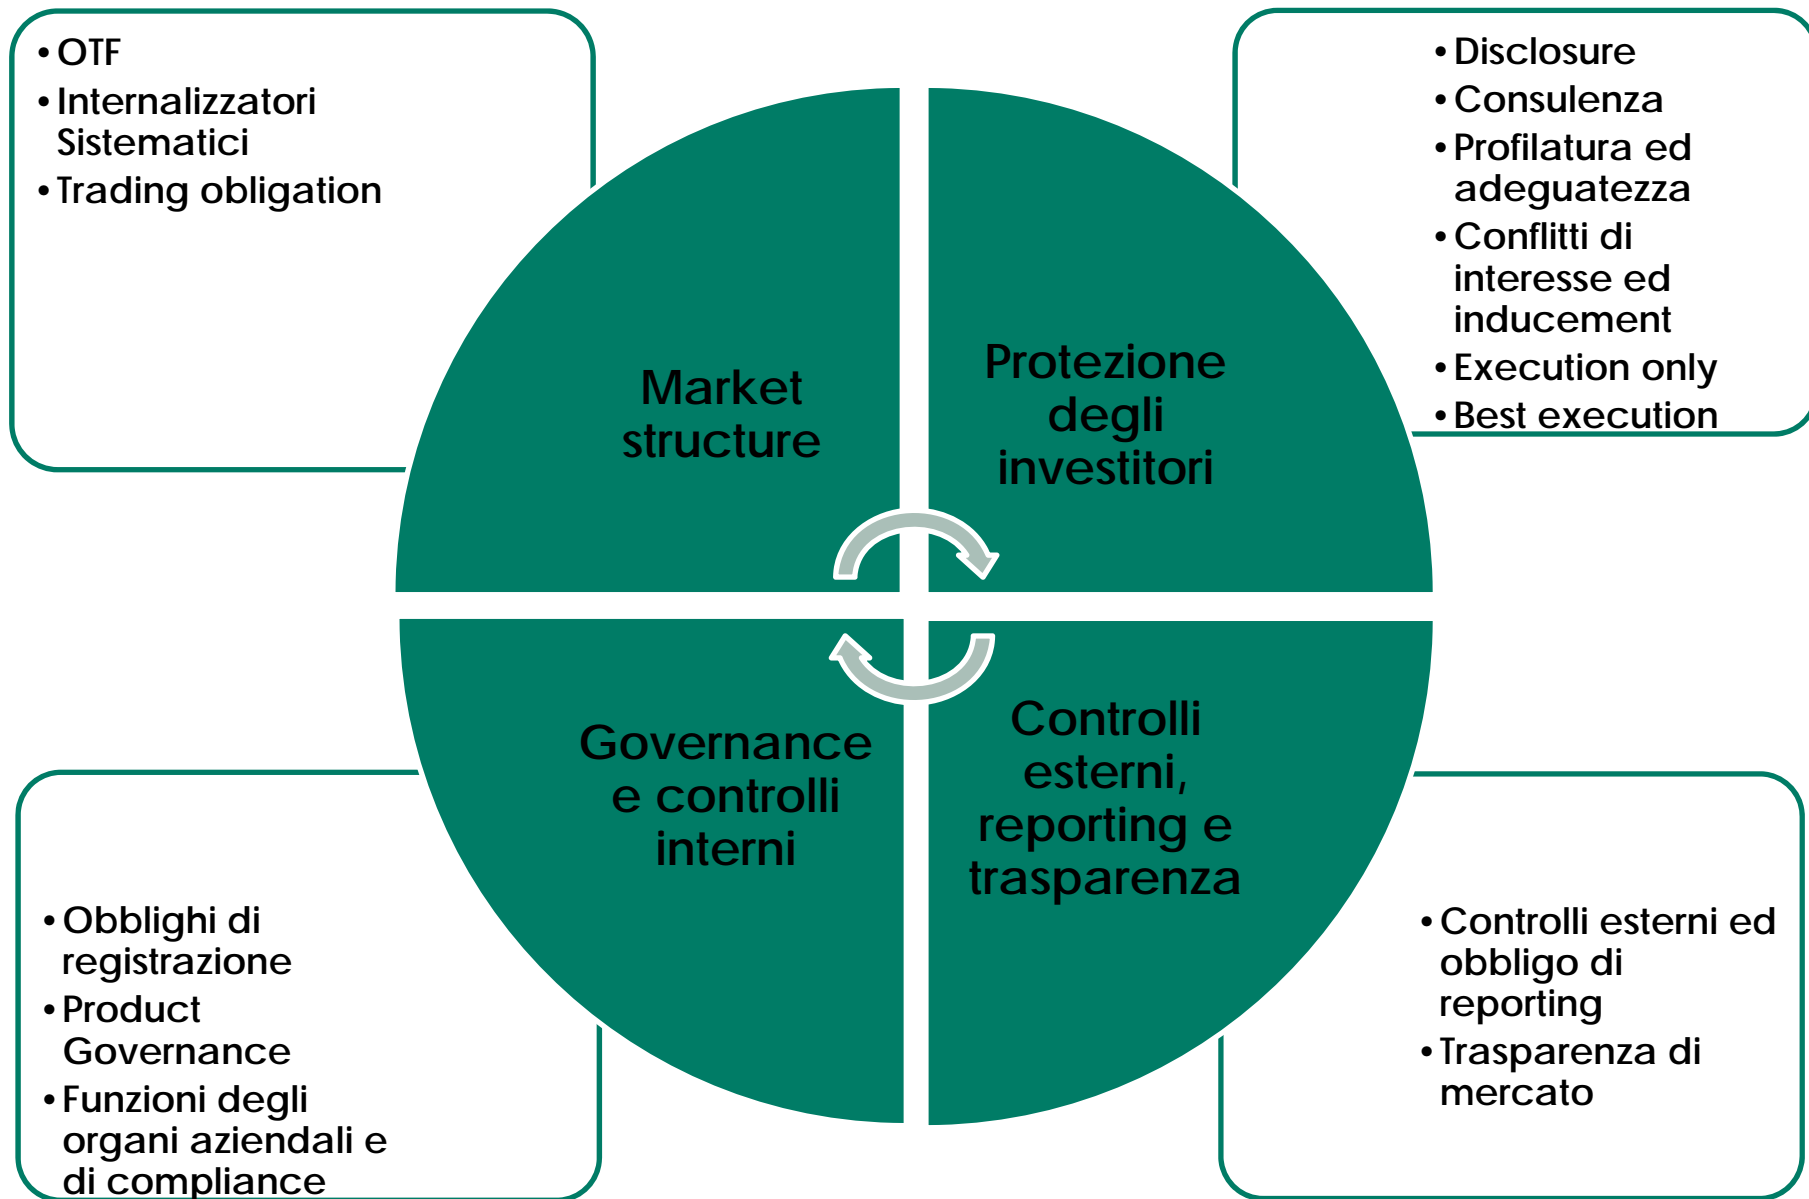 • OTF
• Internalizzatori
Sistematici
• Trading obligation
• Disclosure
• Consulenza
• Profilatura ed
adeguatezza
• Conflitti di
interesse ed
inducement
• Execution only
• Best execution
Market
structure
Protezione
degli
investitori
Governance
e controlli
interni
Controlli
esterni,
reporting e
trasparenza
• Obblighi di
registrazione
• Product
Governance
• Funzioni degli
organi aziendali e
di compliance
• Controlli esterni ed
obbligo di
reporting
• Trasparenza di
mercato